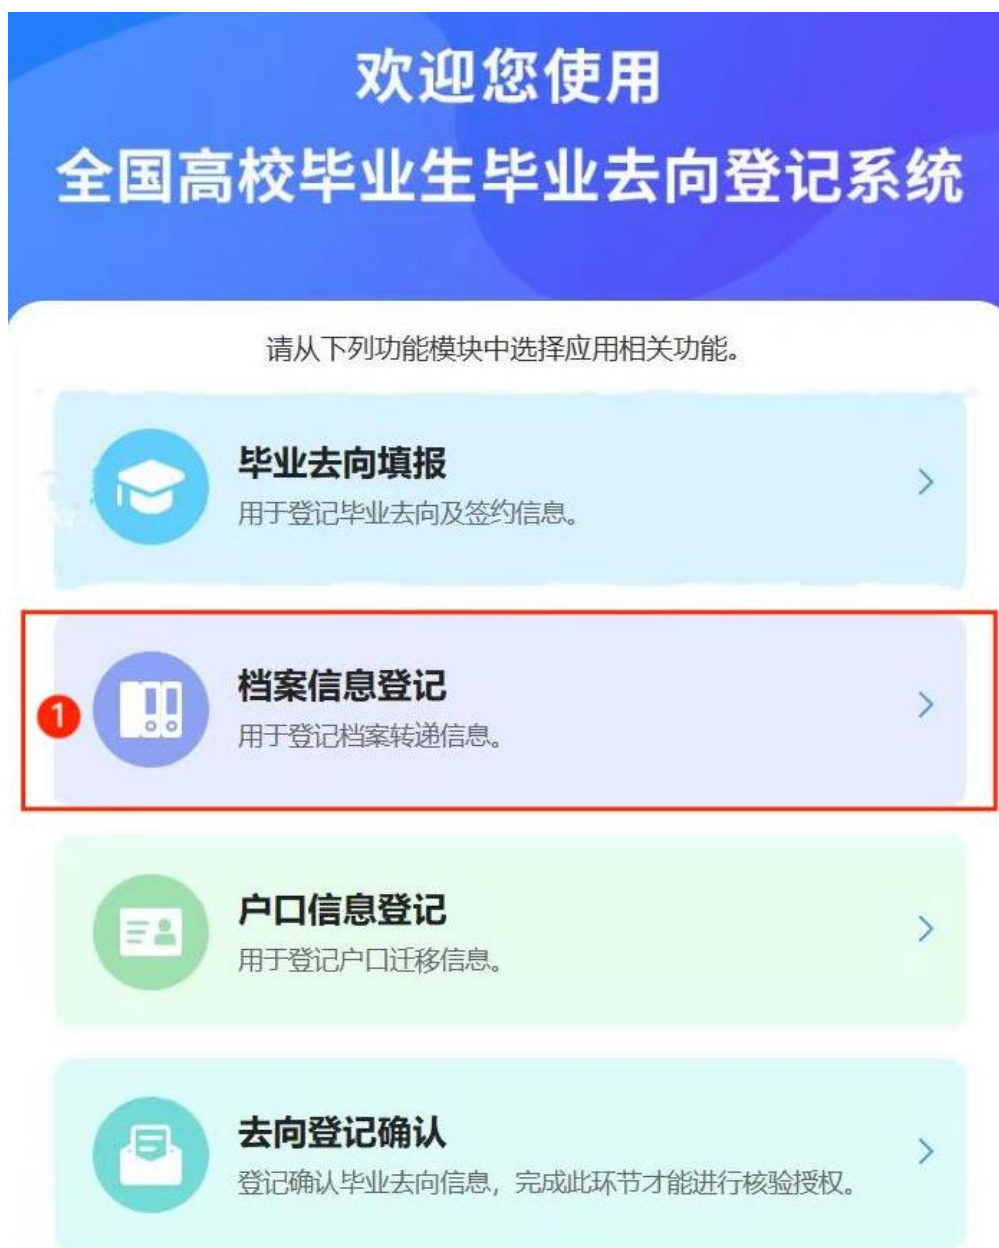 欢迎您使用
全国高校毕业生毕业去向登记系统
请从下列功能模块中选择应用相关功能。
毕业去向填报
用于登记毕业去向及签约信息。
1
档案信息登记
用于登记档案转递信息。
户口信息登记
用于登记户口迁移信息。
去向登记确认
登记确认毕业去向信息，完成此环节才能进行核验授权。